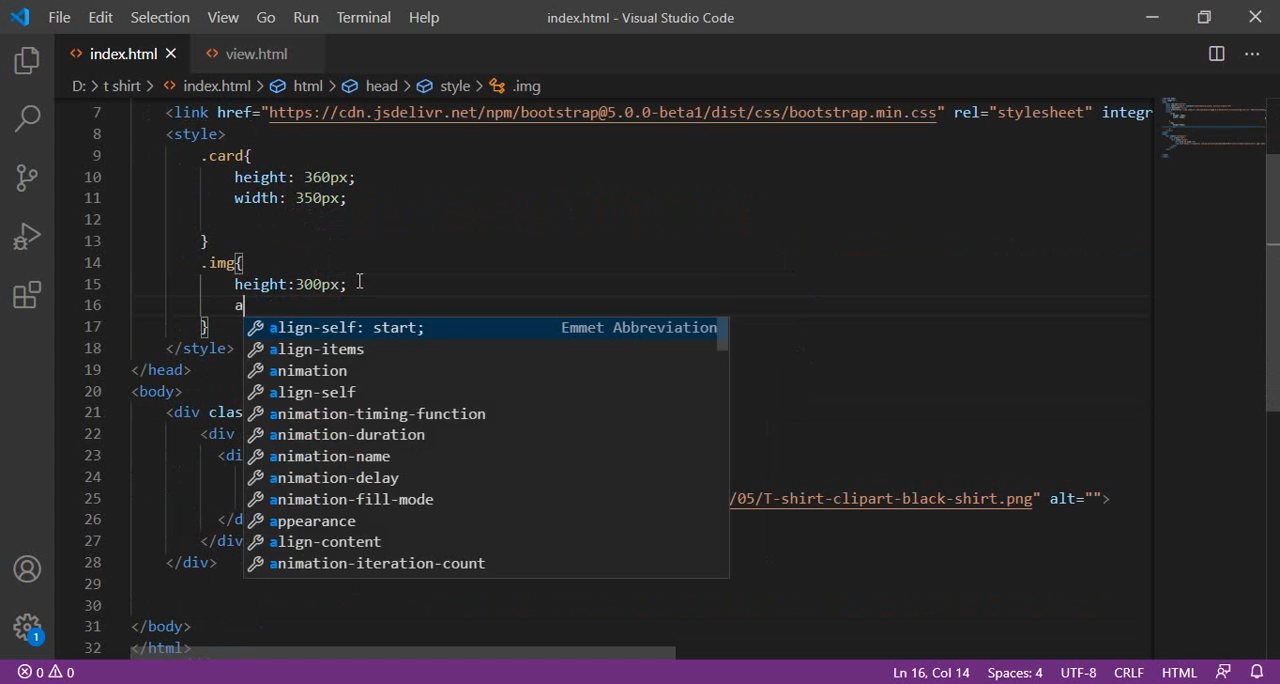 File Edit Selection View Go Run Terminal Help index.html - Visual Studio Code
index.html view.html
D: > t shirt > index.html > html > head > style > .img
7 <link href="https://cdn.jsdelivr.net/npm/bootstrap@5.0.0-beta1/dist/css/bootstrap.min.css" rel="stylesheet" integr
8 <style>
9 .card{
10 height: 360px;
11 width: 350px;
12
13 }
14 .img{
15 height:300px;
16 a
17 }
align-self: start; Emmet Abbreviation
18 </style>
align-items
19 </head>
animation
20 <body>
align-self
21 <div clas
animation-timing-function
22 <div
animation-duration
23 <di
animation-name
24
animation-delay
25 /05/T-shirt-clipart-black-shirt.png" alt="">
animation-fill-mode
26 </d
appearance
27 </div
align-content
28 </div>
animation-iteration-count
29
30
31 </body>
32 </html>
0 0 Ln 16, Col 14 Spaces: 4 UTF-8 CRLF HTML
1